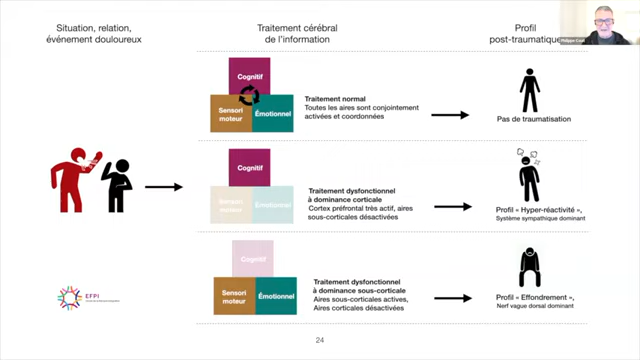 Situation, relation,
événement douloureux
Traitement cérébral
de l'information
Profil
post-traumatique
Philippe
Cognitif
Sensori
moteur
Émotionnel
Traitement normal
Toutes les aires sont conjointement
activées et coordonnées
Pas de traumatisation
Cognitif
Sensori
moteur
Émotionnel
Traitement dysfonctionnel
à dominance corticale
Cortex préfrontal très actif, aires
sous-corticales désactivées
Profil « Hyper-réactivité »,
Système sympathique dominant
Cognitif
Sensori
moteur
Émotionnel
Traitement dysfonctionnel
à dominance sous-corticale
Aires sous-corticales actives,
Aires corticales désactivées
Profil « Effondrement »,
Nerf vague dorsal dominant
EFPI
24